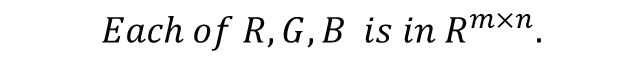 Each of R, G, B is in R^{m×n}.